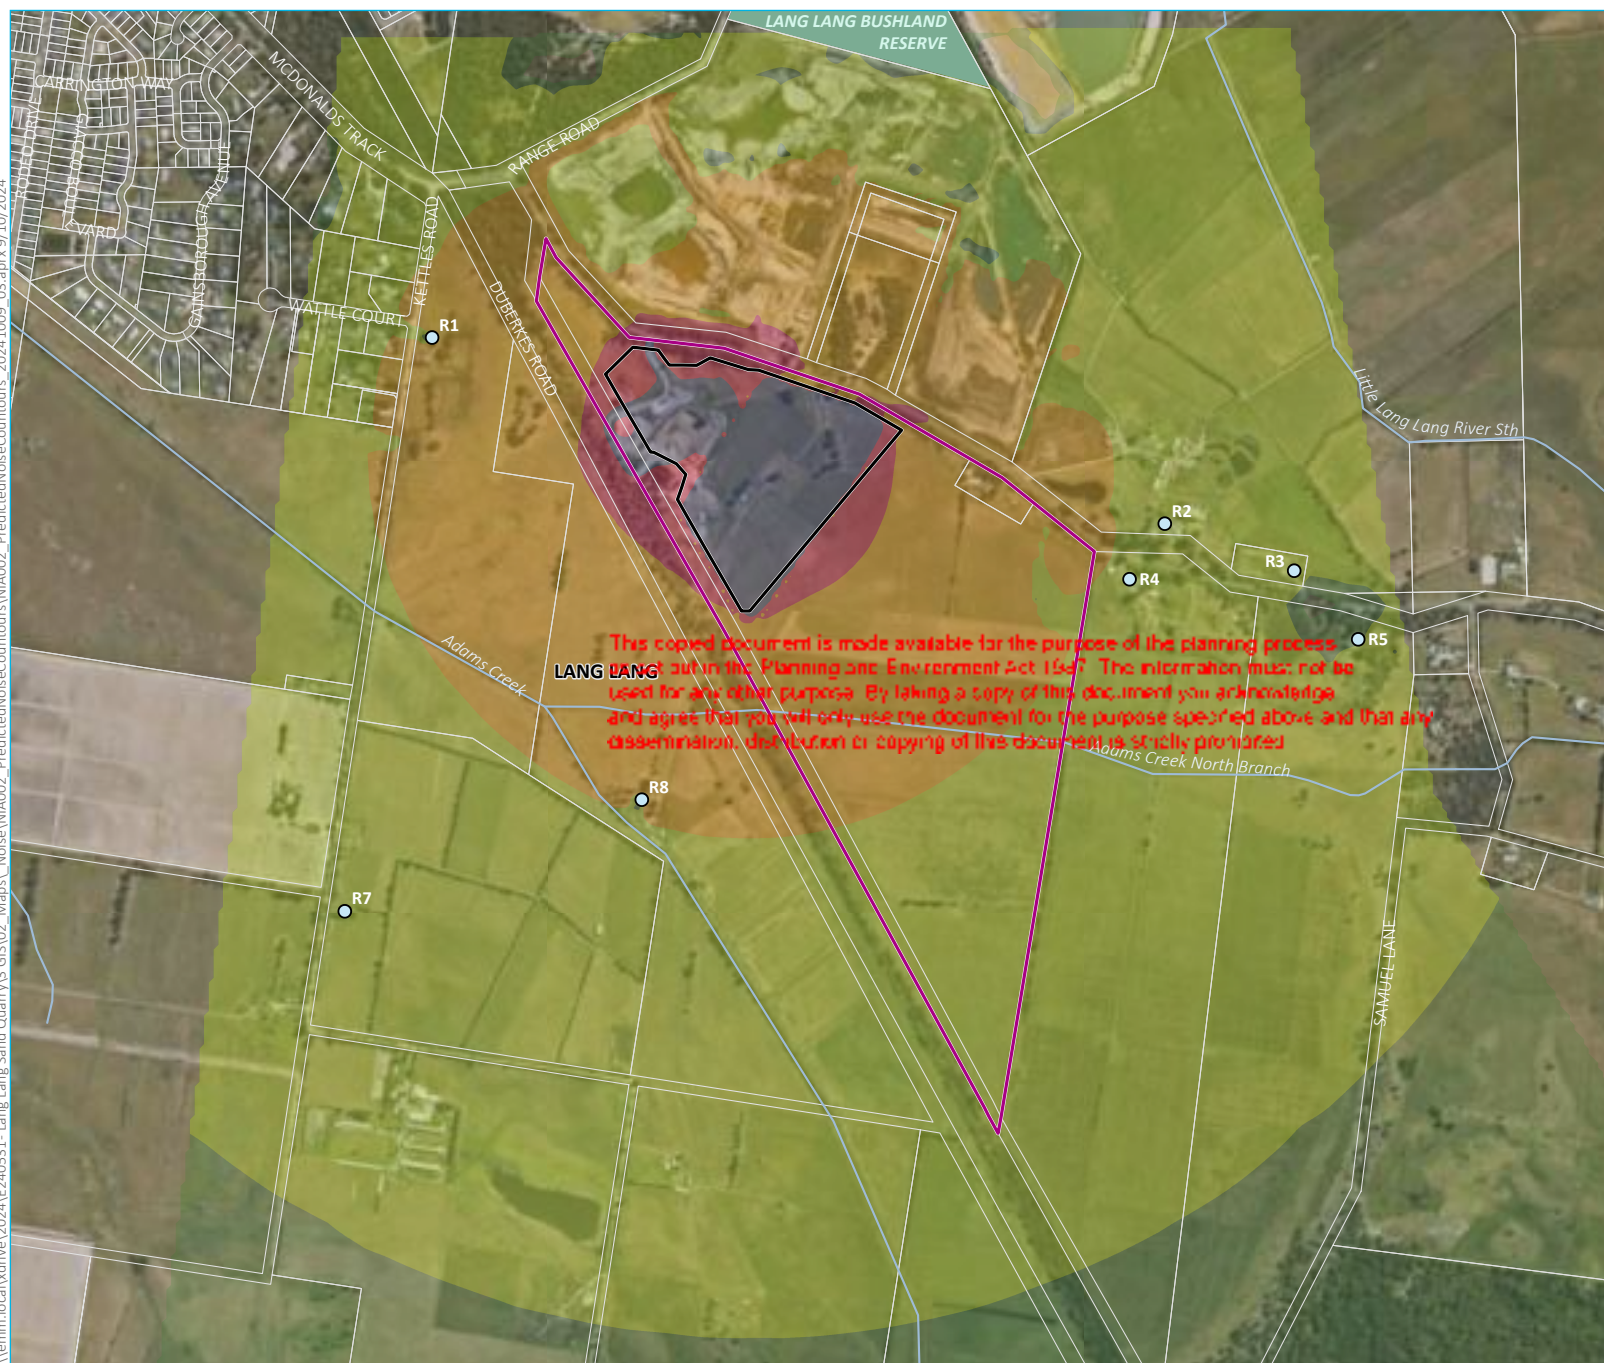 LANG LANG BUSHLAND
RESERVE
MCDONALDS TRACK
CARRINGTON WAY
RANGE ROAD
GAINSBOROUGH AVENUE
KETTLES ROAD
WATTLE COURT
DUBERKES ROAD
R1
Little Lang Lang River Sth
R2
R3
R4
R5
Adams Creek
LANG LANG
This copied document is made available for the purpose of the planning process
as set out in the Planning and Environment Act 1987. The information must not be
used for any other purpose. By taking a copy of this document you acknowledge
and agree that you will only use the document for the purpose specified above and that any
dissemination, distribution or copying of this document is strictly prohibited
Adams Creek North Branch
R8
R7
SAMUEL LANE